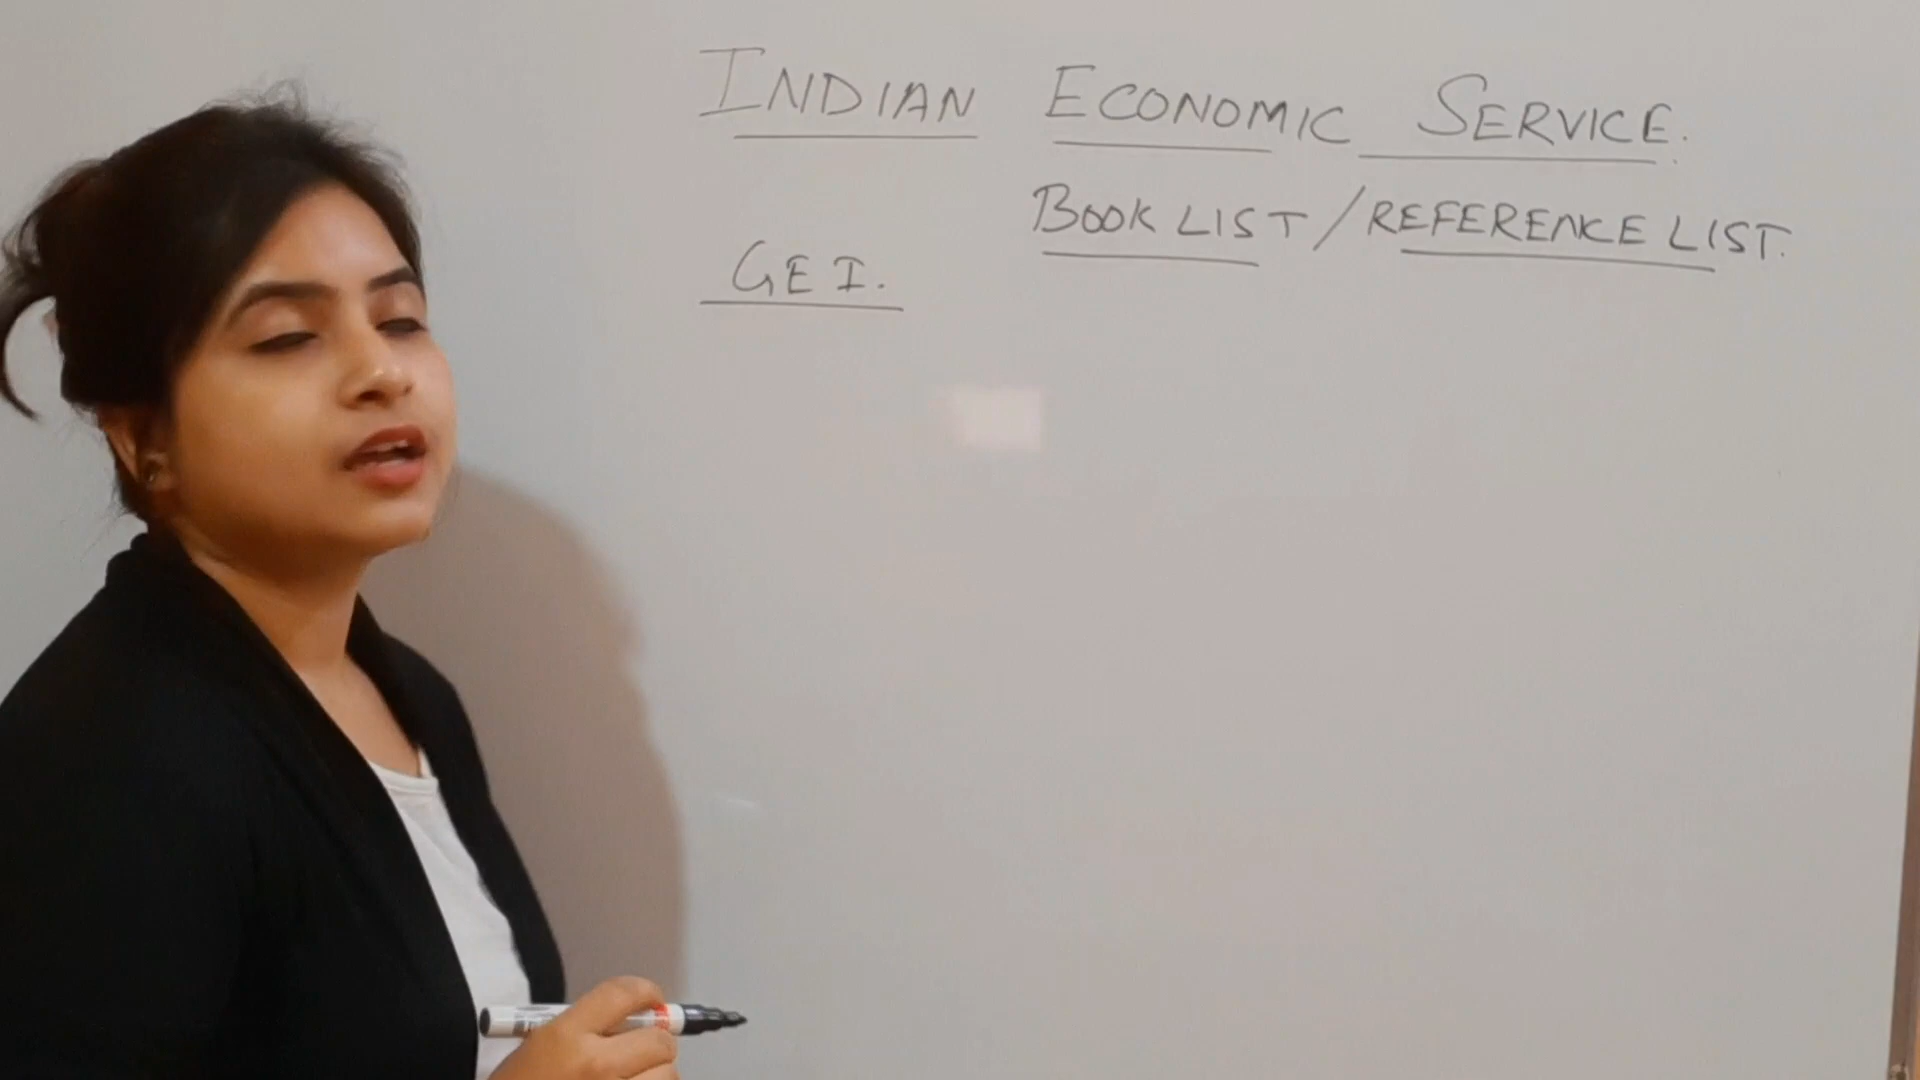 INDIAN ECONOMIC SERVICE.
BOOK LIST / REFERENCE LIST.
GE I.